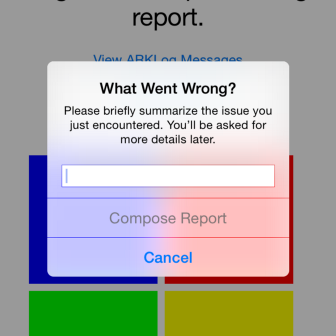 report.
View ARKLog Messages
What Went Wrong?
Please briefly summarize the issue you
just encountered. You'll be asked for
more details later.
Compose Report
Cancel